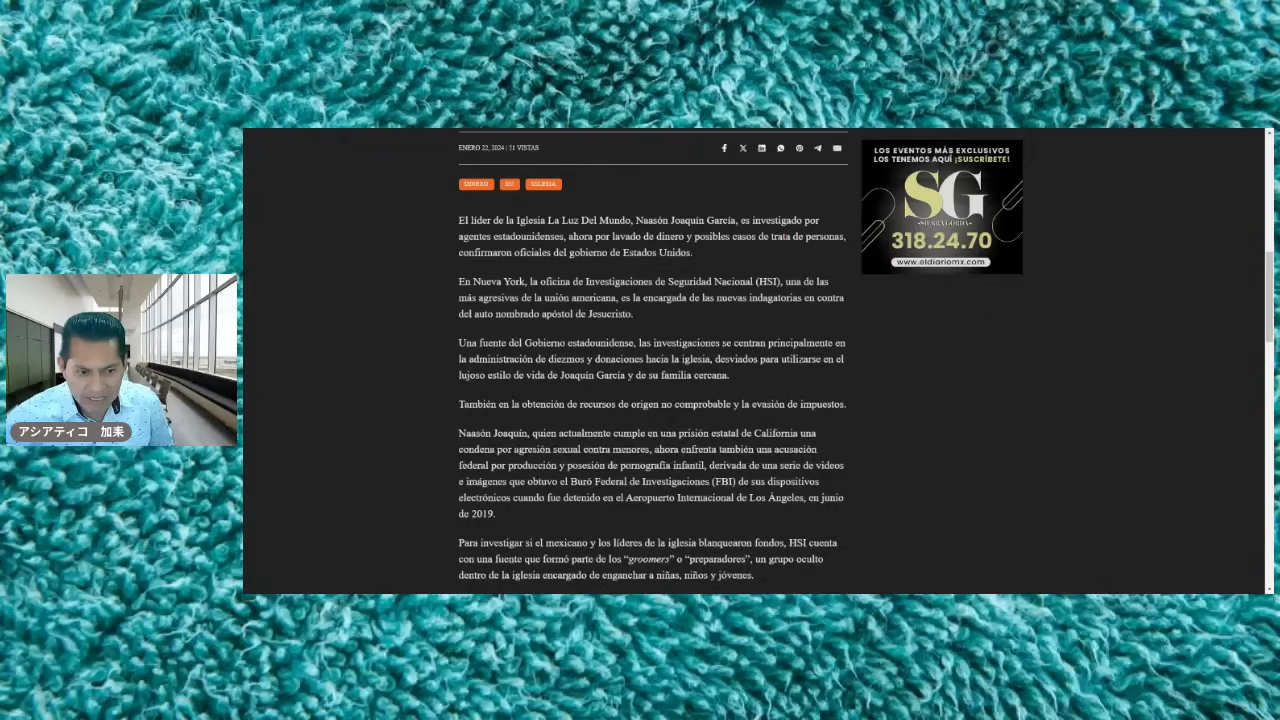 ENERO 22, 2024 | 51 VISTAS
DINERO
EU
IGLESIA
El líder de la Iglesia La Luz Del Mundo, Naasón Joaquín García, es investigado por
agentes estadounidenses, ahora por lavado de dinero y posibles casos de trata de personas,
confirmaron oficiales del gobierno de Estados Unidos.
En Nueva York, la oficina de Investigaciones de Seguridad Nacional (HSI), una de las
más agresivas de la unión americana, es la encargada de las nuevas indagatorias en contra
del auto nombrado apóstol de Jesucristo.
Una fuente del Gobierno estadounidense, las investigaciones se centran principalmente en
la administración de diezmos y donaciones hacia la iglesia, desviados para utilizarse en el
lujoso estilo de vida de Joaquín García y de su familia cercana.
También en la obtención de recursos de origen no comprobable y la evasión de impuestos.
Naasón Joaquín, quien actualmente cumple en una prisión estatal de California una
condena por agresión sexual contra menores, ahora enfrenta también una acusación
federal por producción y posesión de pornografía infantil, derivada de una serie de videos
e imágenes que obtuvo el Buró Federal de Investigaciones (FBI) de sus dispositivos
electrónicos cuando fue detenido en el Aeropuerto Internacional de Los Ángeles, en junio
de 2019.
Para investigar si el mexicano y los líderes de la iglesia blanquearon fondos, HSI cuenta
con una fuente que formó parte de los “groomers” o “preparadores”, un grupo oculto
dentro de la iglesia encargado de enganchar a niñas, niños y jóvenes.
LOS EVENTOS MÁS EXCLUSIVOS
LOS TENEMOS AQUÍ ¡SUSCRÍBETE!
SG
SIERRA GORDA
318.24.70
www.eldiariomx.com
アシアティコ 加耒